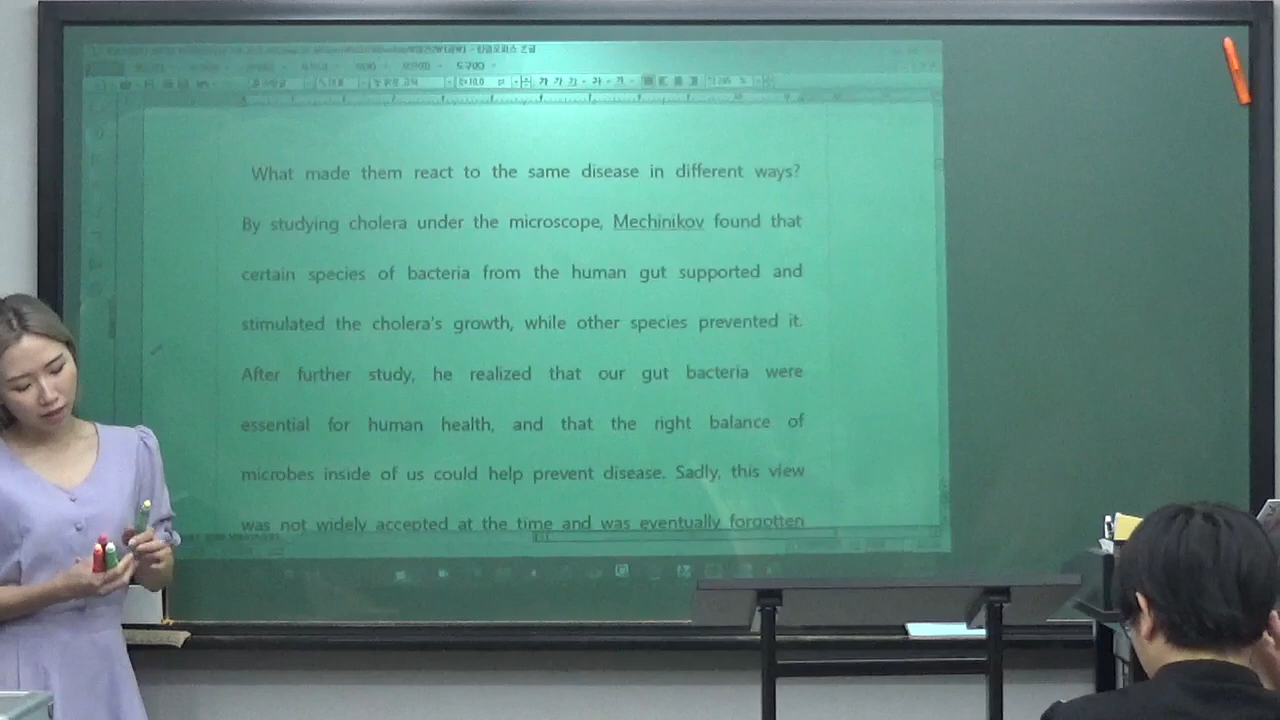 What made them react to the same disease in different ways?
By studying cholera under the microscope, Mechinikov found that
certain species of bacteria from the human gut supported and
stimulated the cholera's growth, while other species prevented it.
After further study, he realized that our gut bacteria were
essential for human health, and that the right balance of
microbes inside of us could help prevent disease. Sadly, this view
was not widely accepted at the time and was eventually forgotten